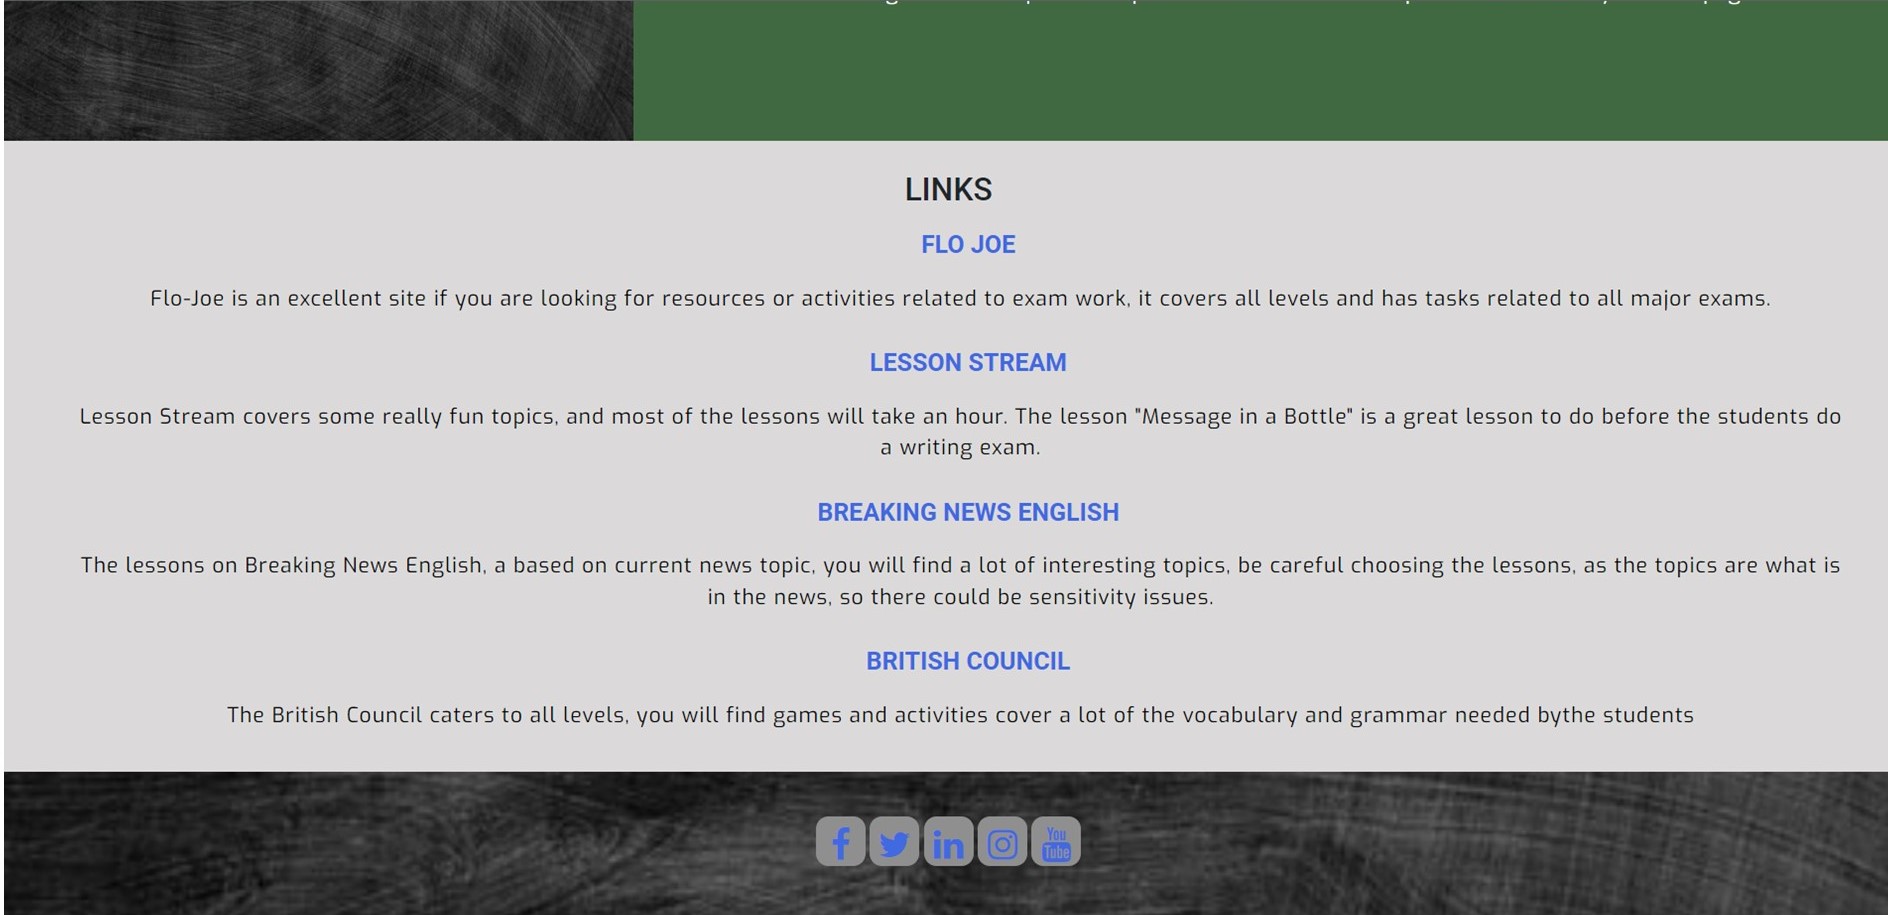 LINKS
FLO JOE
Flo-Joe is an excellent site if you are looking for resources or activities related to exam work, it covers all levels and has tasks related to all major exams.
LESSON STREAM
Lesson Stream covers some really fun topics, and most of the lessons will take an hour. The lesson "Message in a Bottle" is a great lesson to do before the students do
a writing exam.
BREAKING NEWS ENGLISH
The lessons on Breaking News English, a based on current news topic, you will find a lot of interesting topics, be careful choosing the lessons, as the topics are what is
in the news, so there could be sensitivity issues.
BRITISH COUNCIL
The British Council caters to all levels, you will find games and activities cover a lot of the vocabulary and grammar needed bythe students
f in You Tube